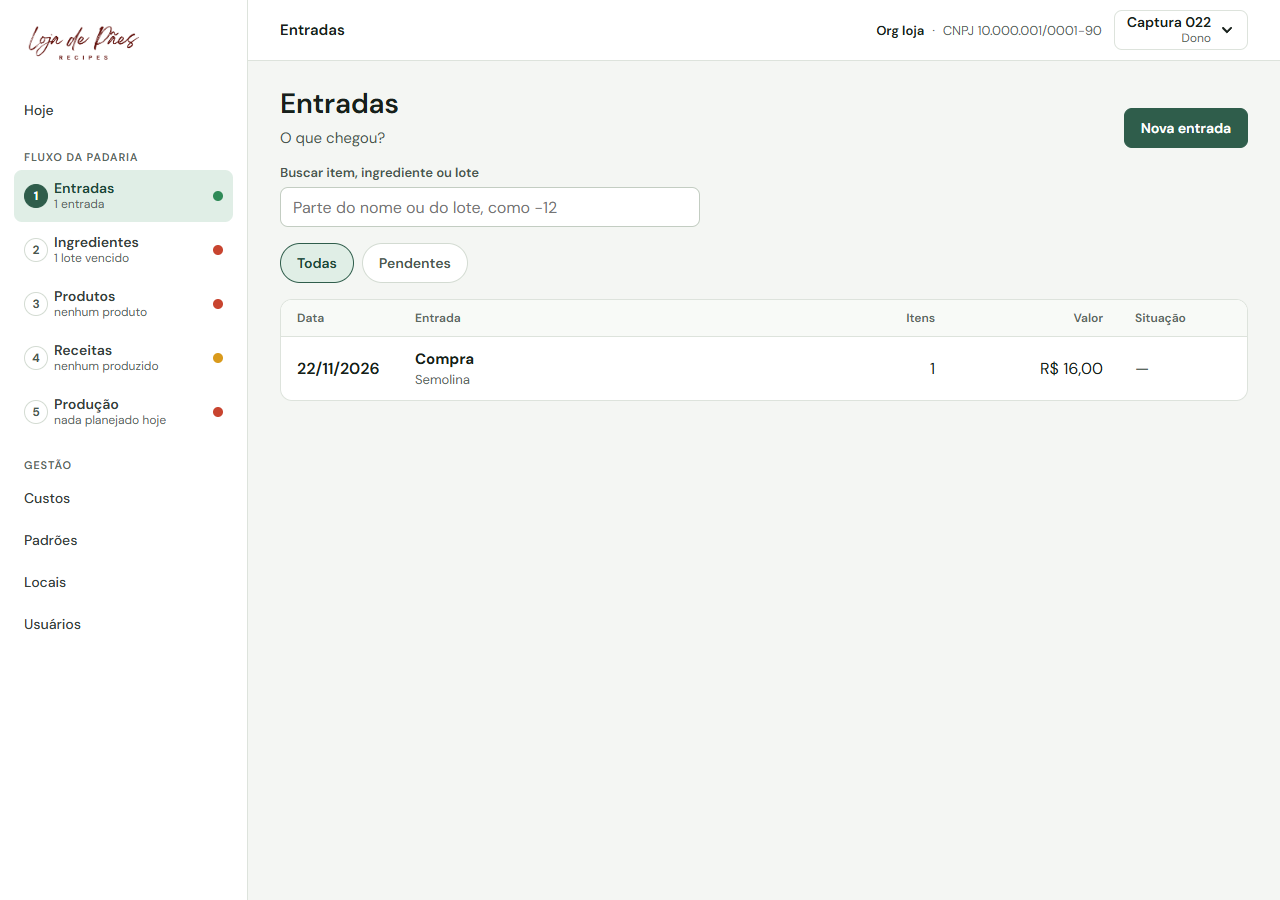 Loja de Pães
RECIPES
Hoje
FLUXO DA PADARIA
1 Entradas
1 entrada
2 Ingredientes
1 lote vencido
3 Produtos
nenhum produto
4 Receitas
nenhum produzido
5 Produção
nada planejado hoje
GESTÃO
Custos
Padrões
Locais
Usuários
Entradas
Org loja · CNPJ 10.000.001/0001-90
Captura 022
Dono
Entradas
O que chegou?
Nova entrada
Buscar item, ingrediente ou lote
Parte do nome ou do lote, como -12
Todas Pendentes
Data Entrada Itens Valor Situação
22/11/2026 Compra 1 R$ 16,00 —
Semolina